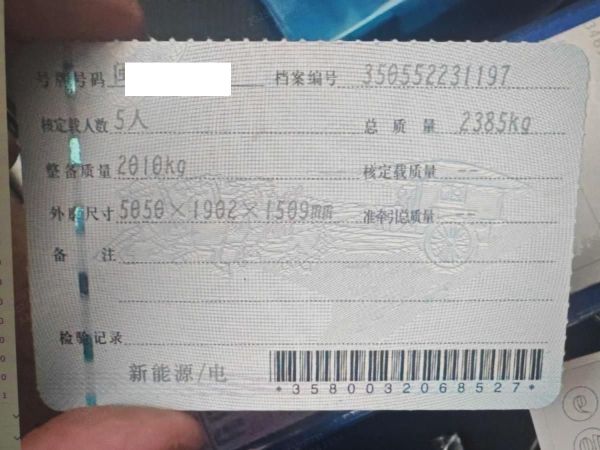 号牌号码 闽 档案编号 350552231197
核定载人数 5人 总质量 2385kg
整备质量 2010kg -- 核定载质量 --
外廓尺寸 5050×1902×1509mm 准牵引总质量 --
备注
检验记录
新能源/电
*3580032068527*